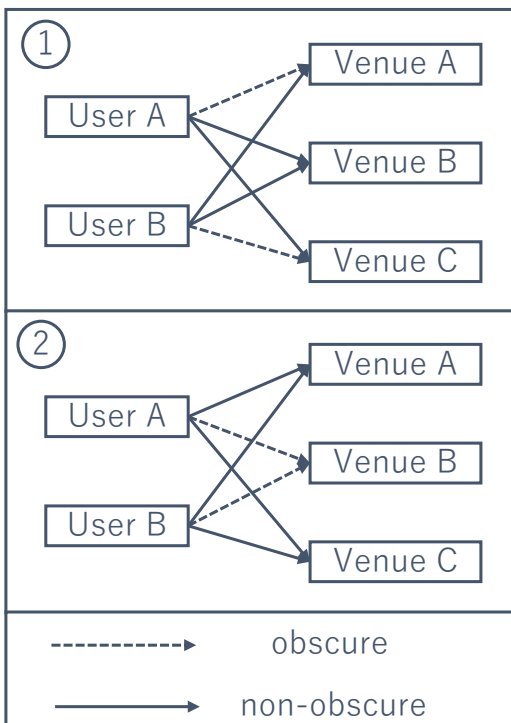 1
Venue A
User A
Venue B
User B
Venue C
2
Venue A
User A
Venue B
User B
Venue C
obscure
non-obscure